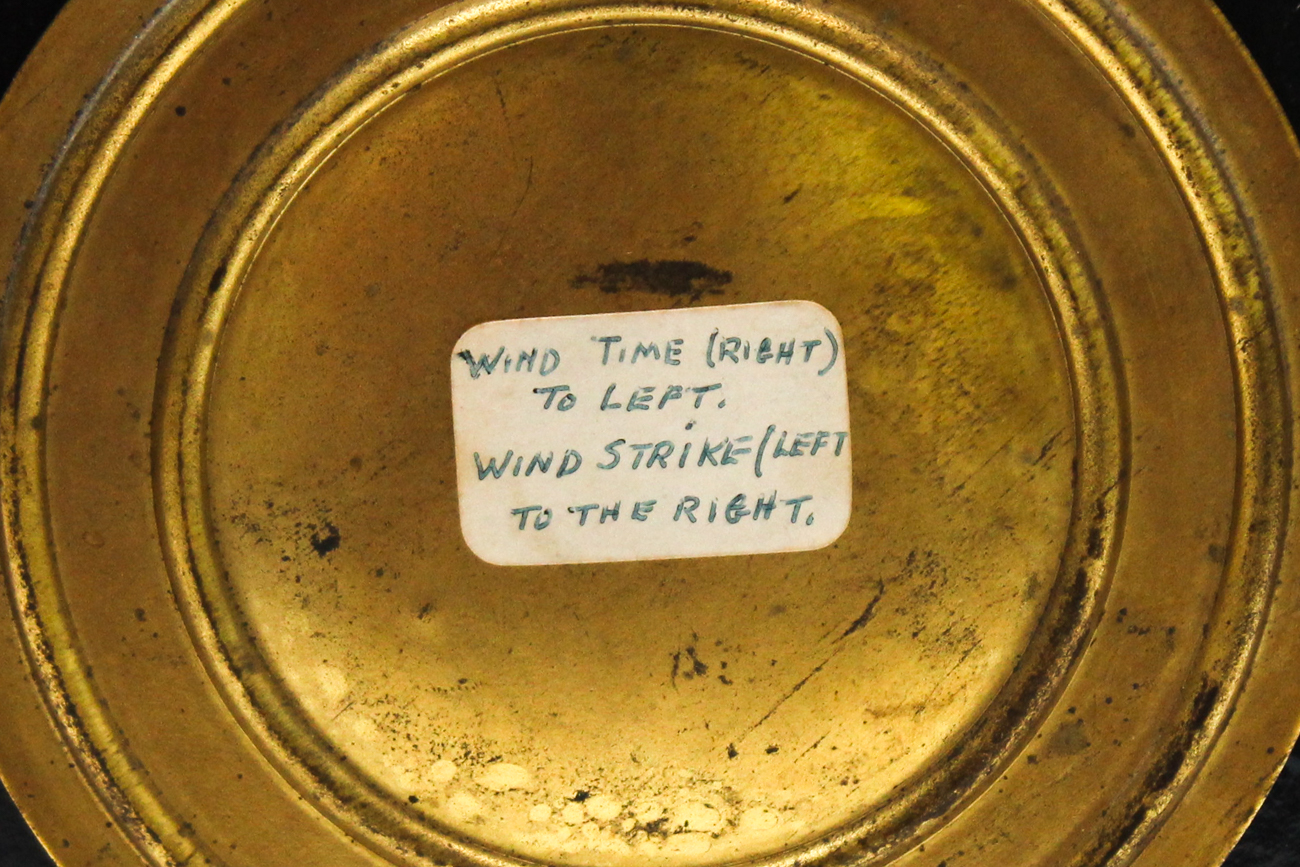 WIND TIME (RIGHT)
TO LEFT.
WIND STRIKE (LEFT
TO THE RIGHT.